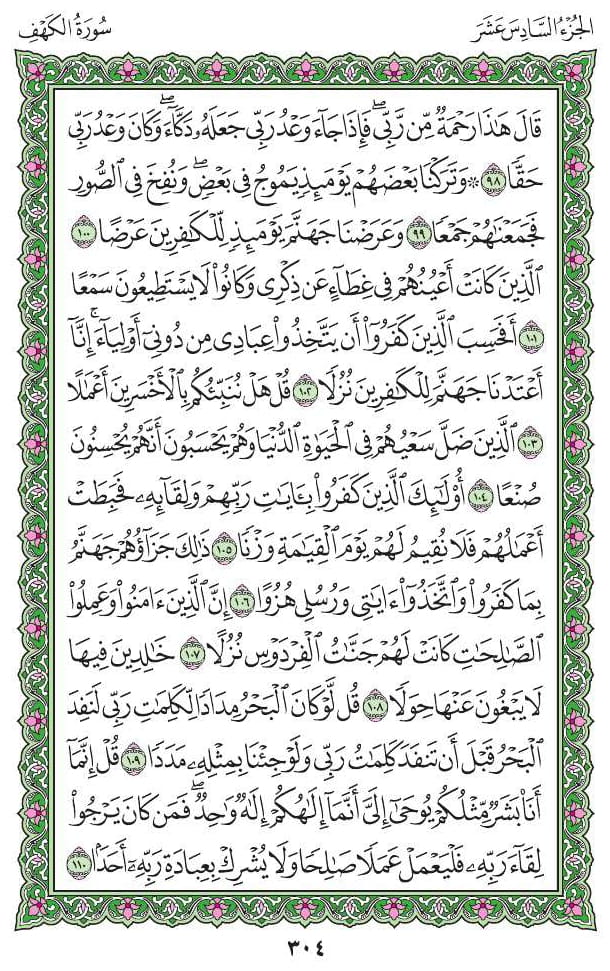 الجُزْءُ السَّادِسَ عَشَرَ
سُورَةُ الكَهْفِ
قَالَ هَٰذَا رَحْمَةٌ مِّن رَّبِّي ۖ فَإِذَا جَآءَ وَعْدُ رَبِّي جَعَلَهُۥ دَكَّآءَ ۖ وَكَانَ وَعْدُ رَبِّي
حَقًّا ٩٨ ۞ وَتَرَكْنَا بَعْضَهُمْ يَوْمَئِذٍ يَمُوجُ فِي بَعْضٍ ۖ وَنُفِخَ فِي ٱلصُّورِ
فَجَمَعْنَٰهُمْ جَمْعًا ٩٩ وَعَرَضْنَا جَهَنَّمَ يَوْمَئِذٍ لِّلْكَٰفِرِينَ عَرْضًا ١٠٠
ٱلَّذِينَ كَانَتْ أَعْيُنُهُمْ فِي غِطَآءٍ عَن ذِكْرِي وَكَانُوا۟ لَا يَسْتَطِيعُونَ سَمْعًا
١٠١ أَفَحَسِبَ ٱلَّذِينَ كَفَرُوٓا۟ أَن يَتَّخِذُوا۟ عِبَادِي مِن دُونِيٓ أَوْلِيَآءَ ۚ إِنَّآ
أَعْتَدْنَا جَهَنَّمَ لِلْكَٰفِرِينَ نُزُلًا ١٠٢ قُلْ هَلْ نُنَبِّئُكُم بِٱلْأَخْسَرِينَ أَعْمَٰلًا
١٠٣ ٱلَّذِينَ ضَلَّ سَعْيُهُمْ فِي ٱلْحَيَوٰةِ ٱلدُّنْيَا وَهُمْ يَحْسَبُونَ أَنَّهُمْ يُحْسِنُونَ
صُنْعًا ١٠٤ أُو۟لَٰٓئِكَ ٱلَّذِينَ كَفَرُوا۟ بِـَٔايَٰتِ رَبِّهِمْ وَلِقَآئِهِۦ فَحَبِطَتْ
أَعْمَٰلُهُمْ فَلَا نُقِيمُ لَهُمْ يَوْمَ ٱلْقِيَٰمَةِ وَزْنًا ١٠٥ ذَٰلِكَ جَزَآؤُهُمْ جَهَنَّمُ
بِمَا كَفَرُوا۟ وَٱتَّخَذُوٓا۟ ءَايَٰتِي وَرُسُلِي هُزُوًا ١٠٦ إِنَّ ٱلَّذِينَ ءَامَنُوا۟ وَعَمِلُوا۟
ٱلصَّٰلِحَٰتِ كَانَتْ لَهُمْ جَنَّٰتُ ٱلْفِرْدَوْسِ نُزُلًا ١٠٧ خَٰلِدِينَ فِيهَا
لَا يَبْغُونَ عَنْهَا حِوَلًا ١٠٨ قُل لَّوْ كَانَ ٱلْبَحْرُ مِدَادًا لِّكَلِمَٰتِ رَبِّي لَنَفِدَ
ٱلْبَحْرُ قَبْلَ أَن تَنفَدَ كَلِمَٰتُ رَبِّي وَلَوْ جِئْنَا بِمِثْلِهِۦ مَدَدًا ١٠٩ قُلْ إِنَّمَآ
أَنَا۠ بَشَرٌ مِّثْلُكُمْ يُوحَىٰٓ إِلَيَّ أَنَّمَآ إِلَٰهُكُمْ إِلَٰهٌ وَٰحِدٌ ۖ فَمَن كَانَ يَرْجُوا۟
لِقَآءَ رَبِّهِۦ فَلْيَعْمَلْ عَمَلًا صَٰلِحًا وَلَا يُشْرِكْ بِعِبَادَةِ رَبِّهِۦٓ أَحَدًۢا ١١٠
٣٠٤